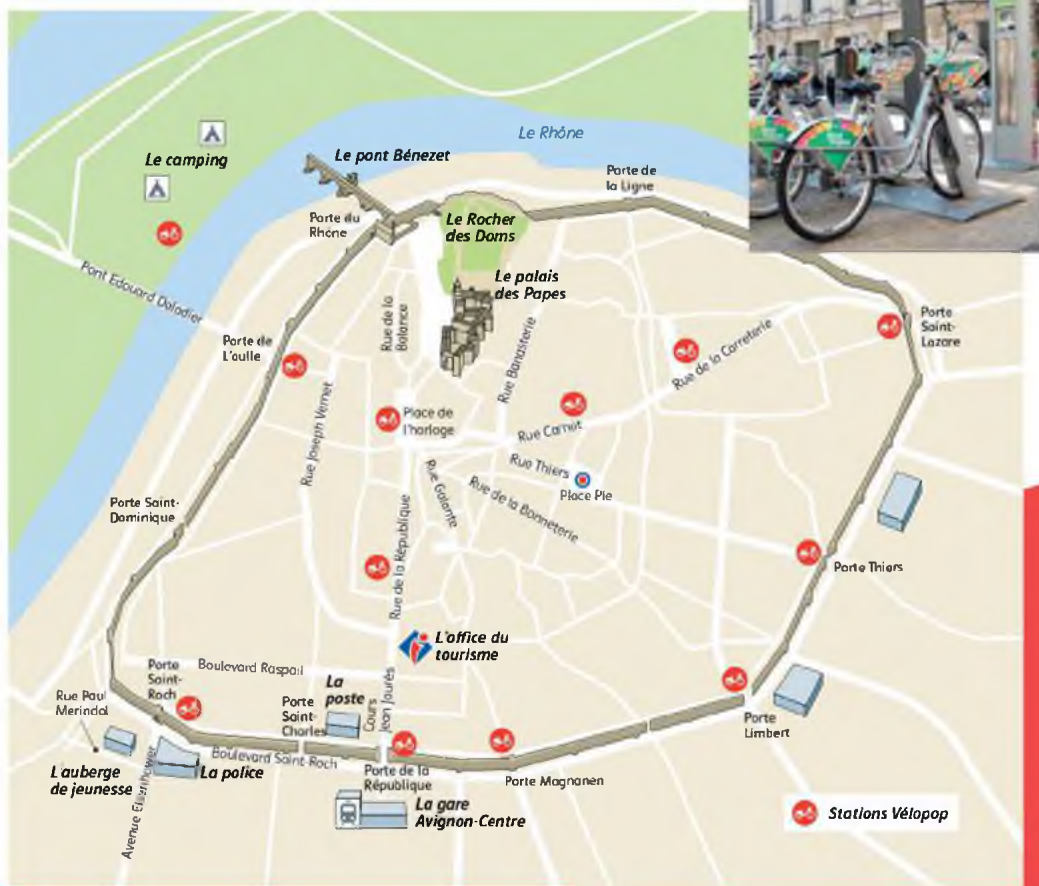 Le Rhône
Le camping
Le pont Bénezet
Porte de
la Ligne
Porte du
Rhône
Le Rocher
des Doms
Le palais
des Papes
Pont Edouard Daladier
Porte de
L'oulle
Rue de la
Balance
Rue Banasterie
Rue de la Carreterie
Porte
Saint-
Lazare
Rue Joseph Vernet
Place de
l'horloge
Rue Carnot
Rue Thiers
Place Pie
Rue Galante
Rue de la Bonneterie
Porte Saint-
Dominique
Rue de la République
Porte Thiers
L'office du
tourisme
Boulevard Raspail
La
poste
Cours
Jean Jaurès
Porte
Saint-
Roch
Porte
Saint-
Charles
Rue Paul
Merindol
Porte
Limbert
Boulevard Saint-Roch
L'auberge
de jeunesse
La police
Avenue Eisenhower
Porte de la
République
Porte Magnanen
La gare
Avignon-Centre
Stations Vélopop